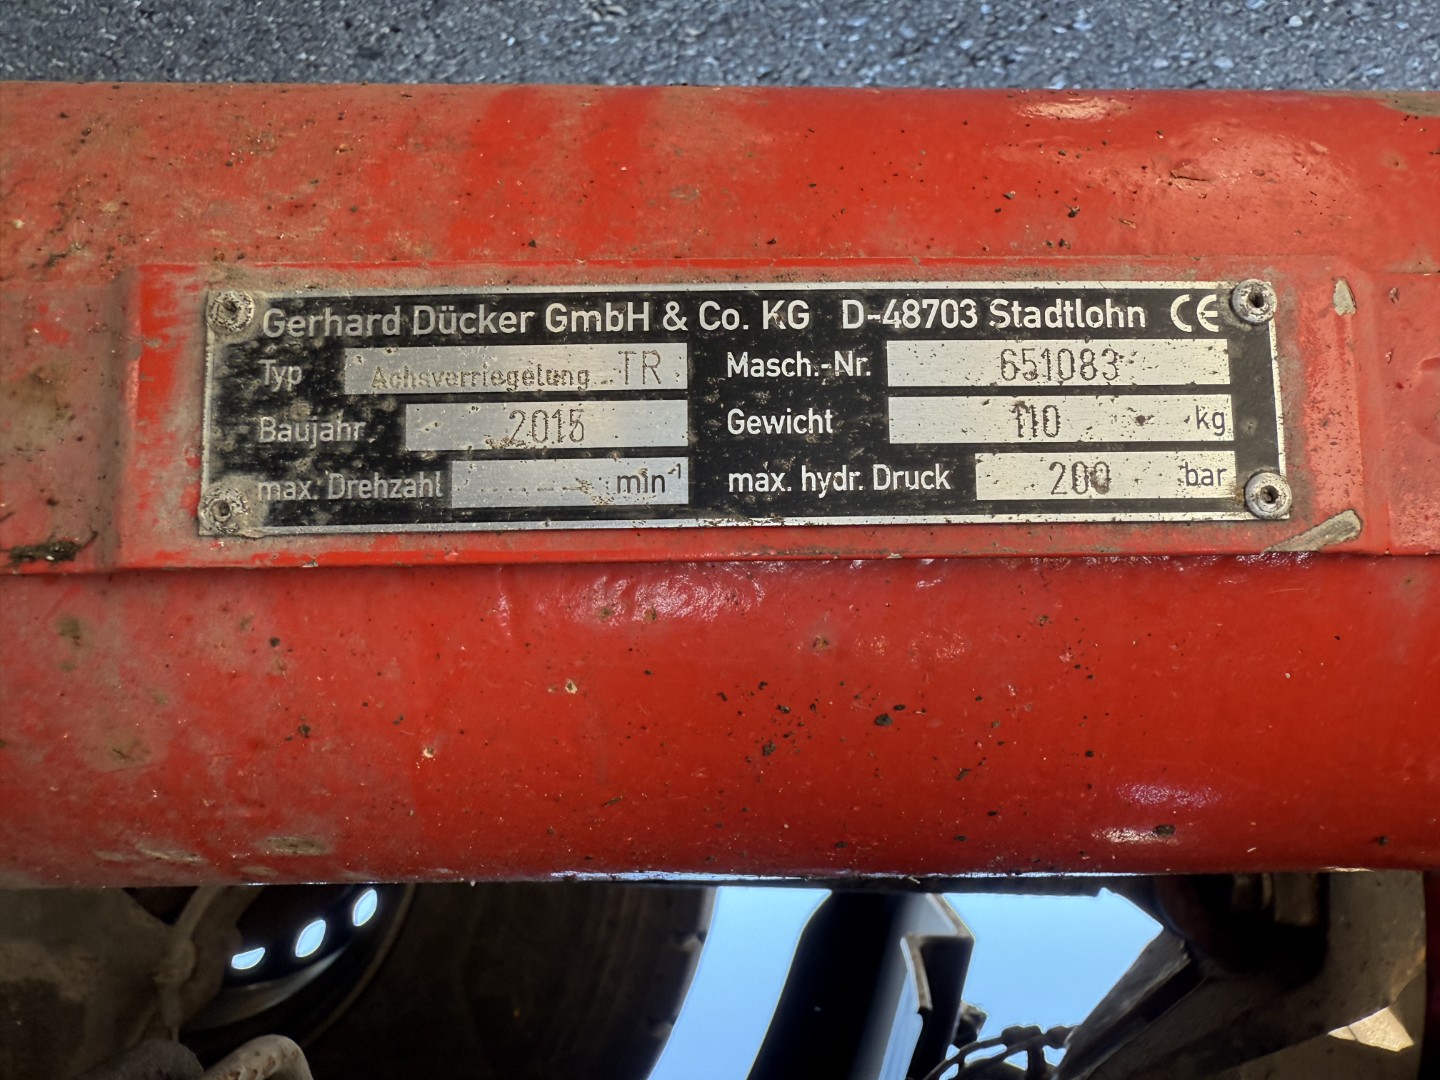 Gerhard Dücker GmbH & Co. KG D-48703 Stadtlohn CE
Typ Achsverriegelung TR Masch.-Nr. 651083
Baujahr 2015 Gewicht 110 kg
max. Drehzahl min⁻¹ max. hydr. Druck 200 bar